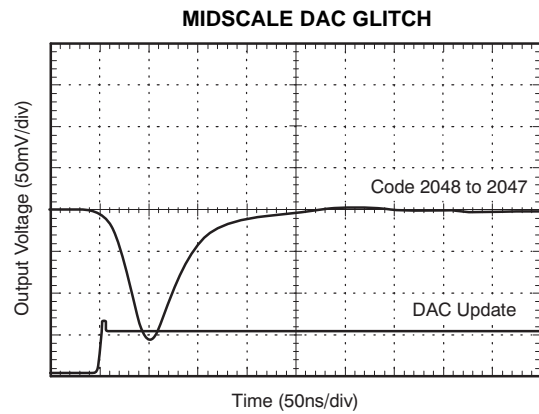 MIDSCALE DAC GLITCH
Output Voltage (50mV/div)
Code 2048 to 2047
DAC Update
Time (50ns/div)